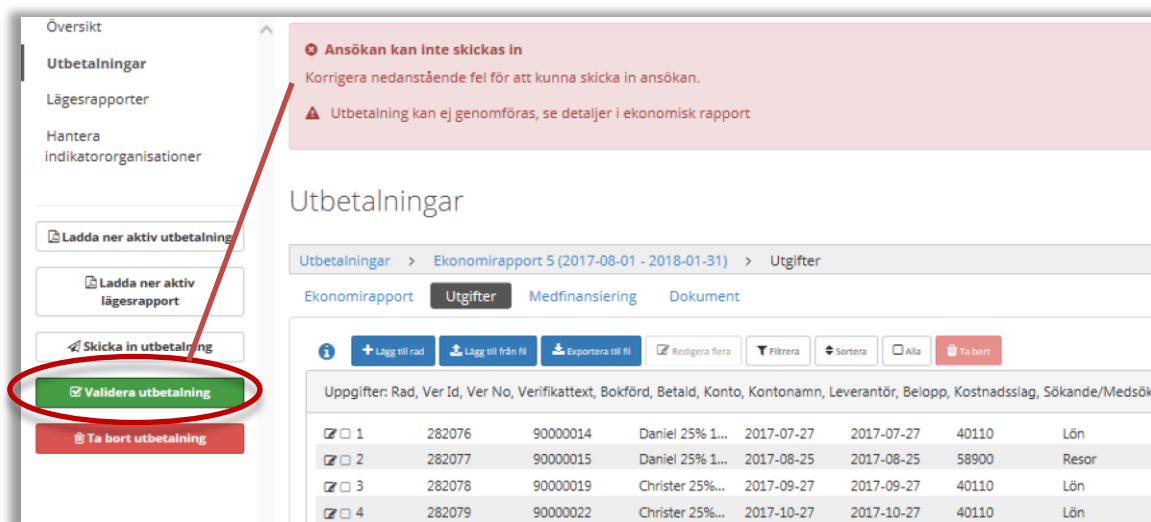 Översikt
Utbetalningar
Lägesrapporter
Hantera
indikatororganisationer
Ladda ner aktiv utbetalning
Ladda ner aktiv
lägesrapport
Skicka in utbetalning
Validera utbetalning
Ta bort utbetalning
Ansökan kan inte skickas in
Korrigera nedanstående fel för att kunna skicka in ansökan.
Utbetalning kan ej genomföras, se detaljer i ekonomisk rapport
Utbetalningar
Utbetalningar > Ekonomirapport 5 (2017-08-01 - 2018-01-31) > Utgifter
Ekonomirapport Utgifter Medfinansiering Dokument
Lägg till rad Lägg till från fil Exportera till fil Redigera flera Filtrera Sortera Alla Ta bort
Uppgifter: Rad, Ver Id, Ver No, Verifikattext, Bokförd, Betald, Konto, Kontonamn, Leverantör, Belopp, Kostnadsslag, Sökande/Medsök
1 282076 90000014 Daniel 25% 1... 2017-07-27 2017-07-27 40110 Lön
2 282077 90000015 Daniel 25% 1... 2017-08-25 2017-08-25 58900 Resor
3 282078 90000019 Christer 25%... 2017-09-27 2017-09-27 40110 Lön
4 282079 90000022 Christer 25%... 2017-10-27 2017-10-27 40110 Lön